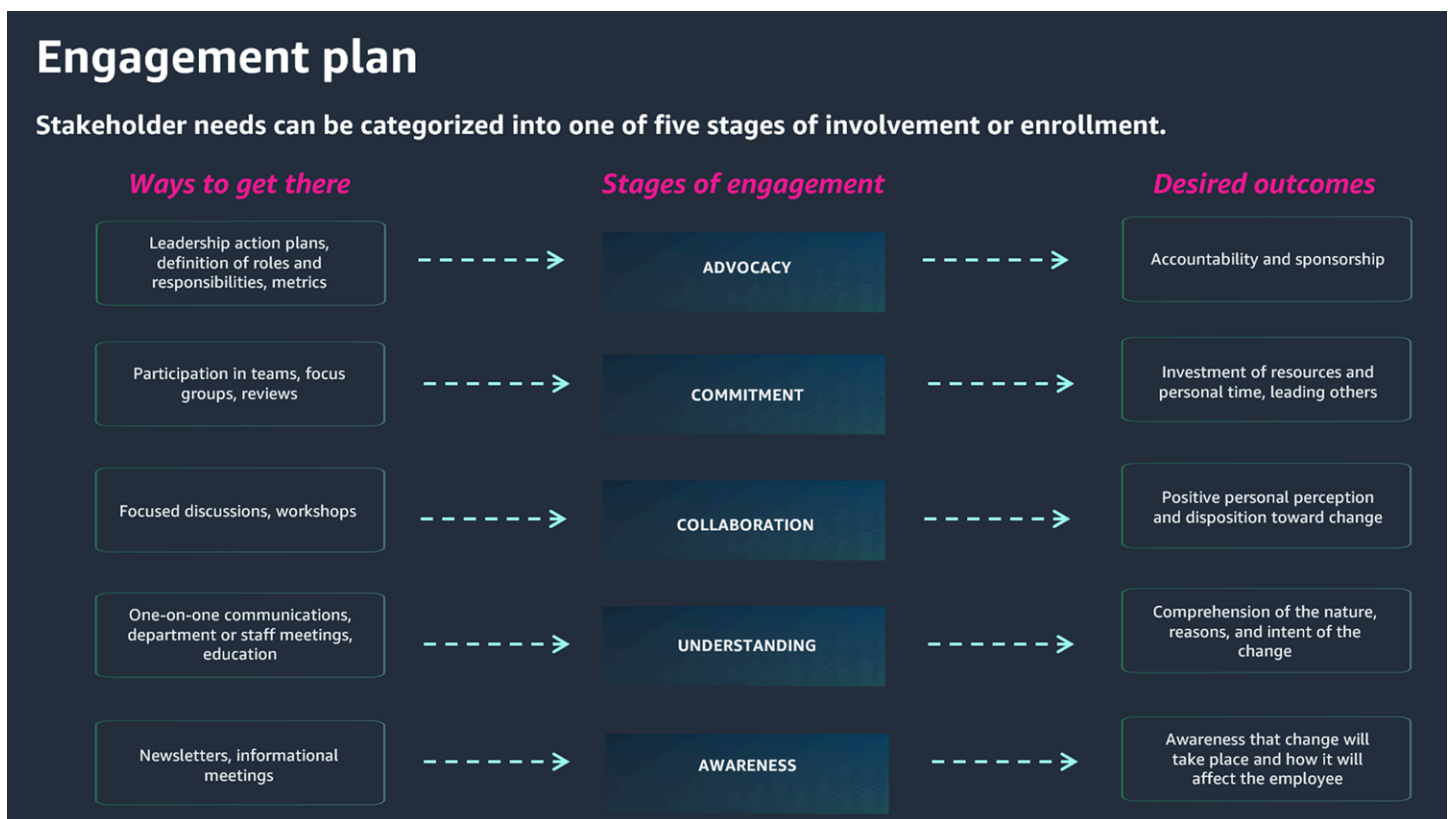 Engagement plan
Stakeholder needs can be categorized into one of five stages of involvement or enrollment.
Ways to get there
Stages of engagement
Desired outcomes
Leadership action plans,
definition of roles and
responsibilities, metrics
ADVOCACY
Accountability and sponsorship
Participation in teams, focus
groups, reviews
COMMITMENT
Investment of resources and
personal time, leading others
Focused discussions, workshops
COLLABORATION
Positive personal perception
and disposition toward change
One-on-one communications,
department or staff meetings,
education
UNDERSTANDING
Comprehension of the nature,
reasons, and intent of the
change
Newsletters, informational
meetings
AWARENESS
Awareness that change will
take place and how it will
affect the employee